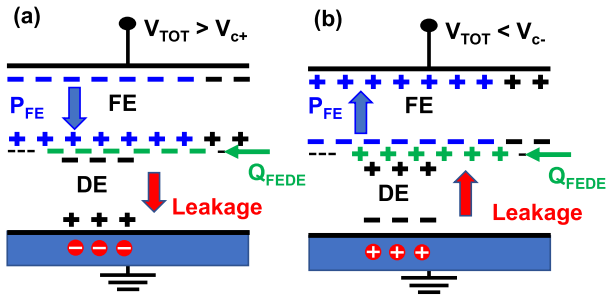 (a)
V_TOT > V_c+
P_FE
FE
Q_FEDE
DE
Leakage
(b)
V_TOT < V_c-
P_FE
FE
Q_FEDE
DE
Leakage